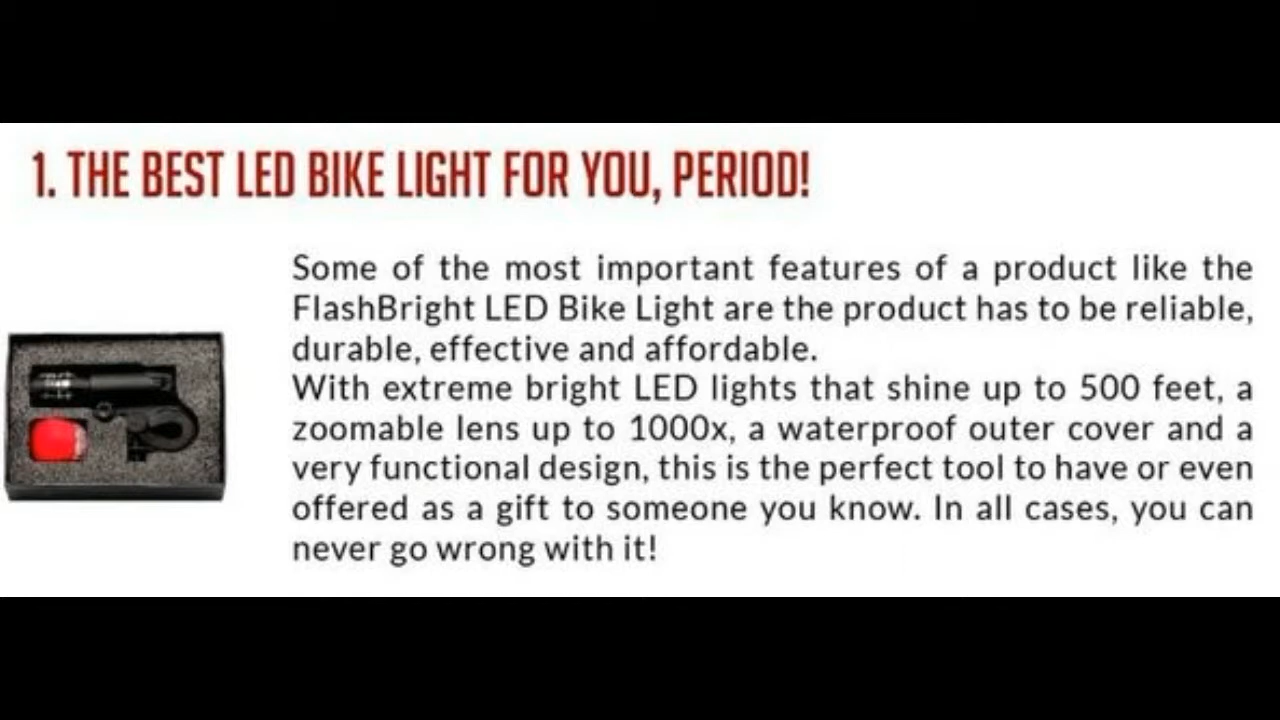 1. THE BEST LED BIKE LIGHT FOR YOU, PERIOD!
Some of the most important features of a product like the
FlashBright LED Bike Light are the product has to be reliable,
durable, effective and affordable.
With extreme bright LED lights that shine up to 500 feet, a
zoomable lens up to 1000x, a waterproof outer cover and a
very functional design, this is the perfect tool to have or even
offered as a gift to someone you know. In all cases, you can
never go wrong with it!